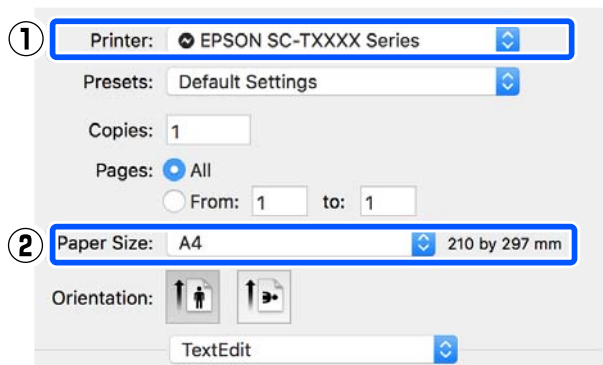 ① Printer: EPSON SC-TXXXX Series
Presets: Default Settings
Copies: 1
Pages: All
From: 1 to: 1
② Paper Size: A4 210 by 297 mm
Orientation:
TextEdit